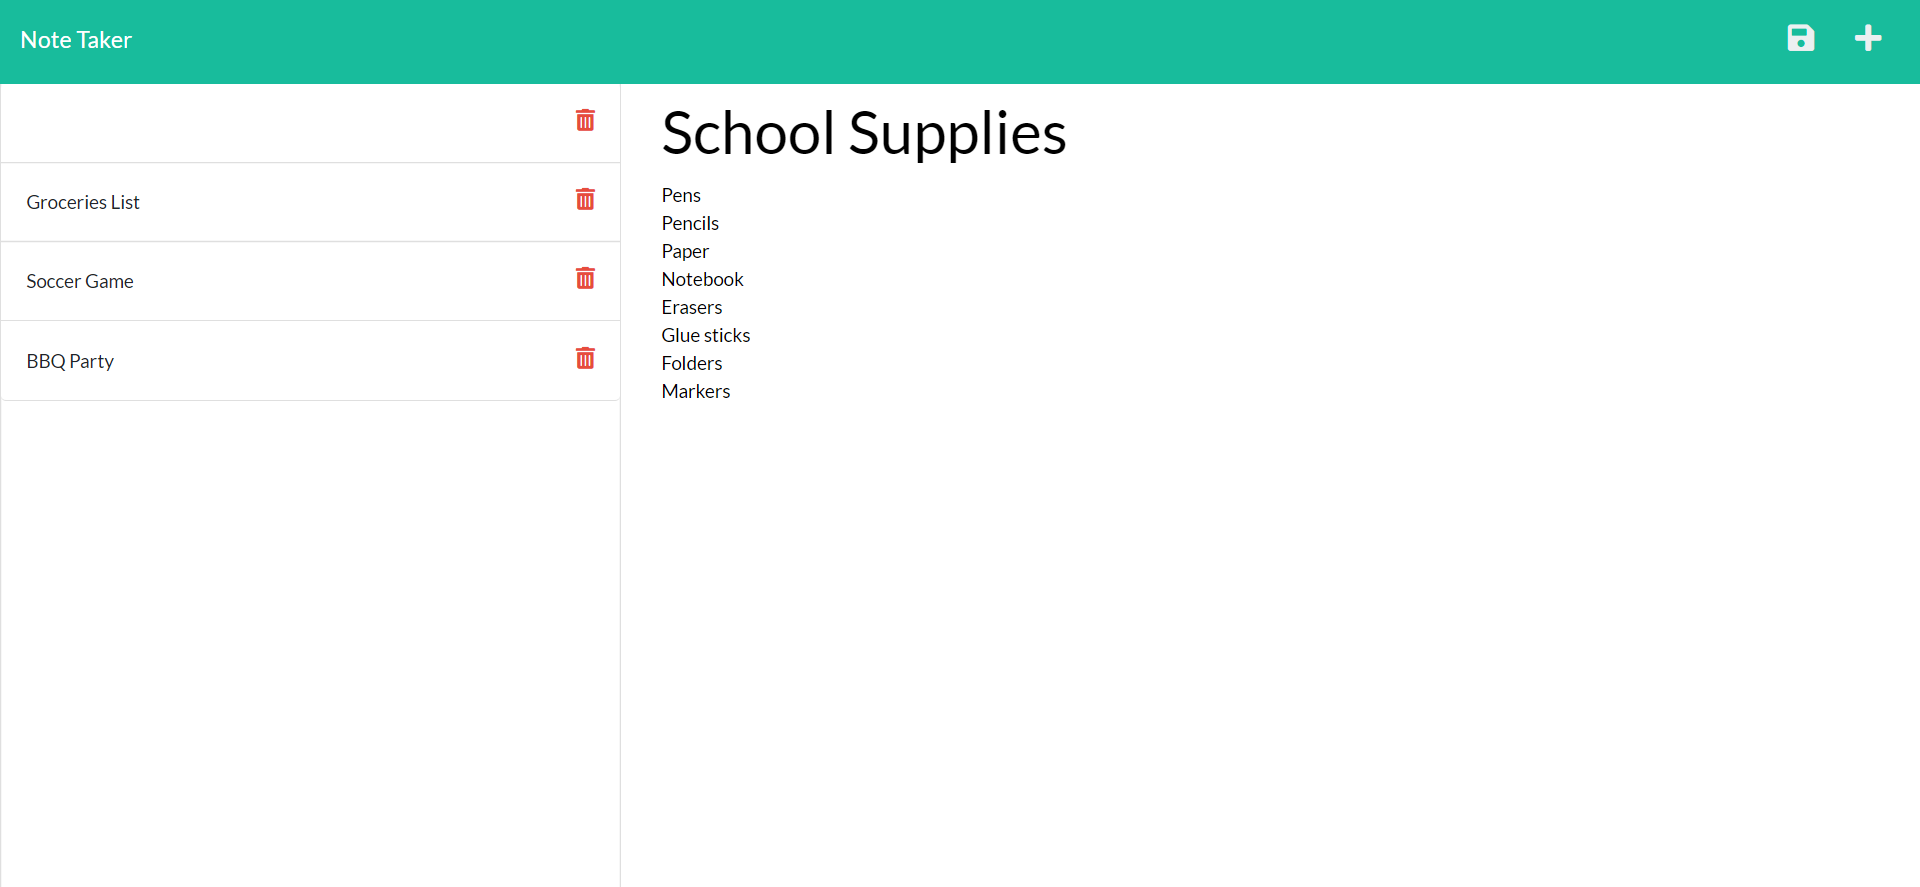 Note Taker
Groceries List
Soccer Game
BBQ Party
School Supplies
Pens
Pencils
Paper
Notebook
Erasers
Glue sticks
Folders
Markers